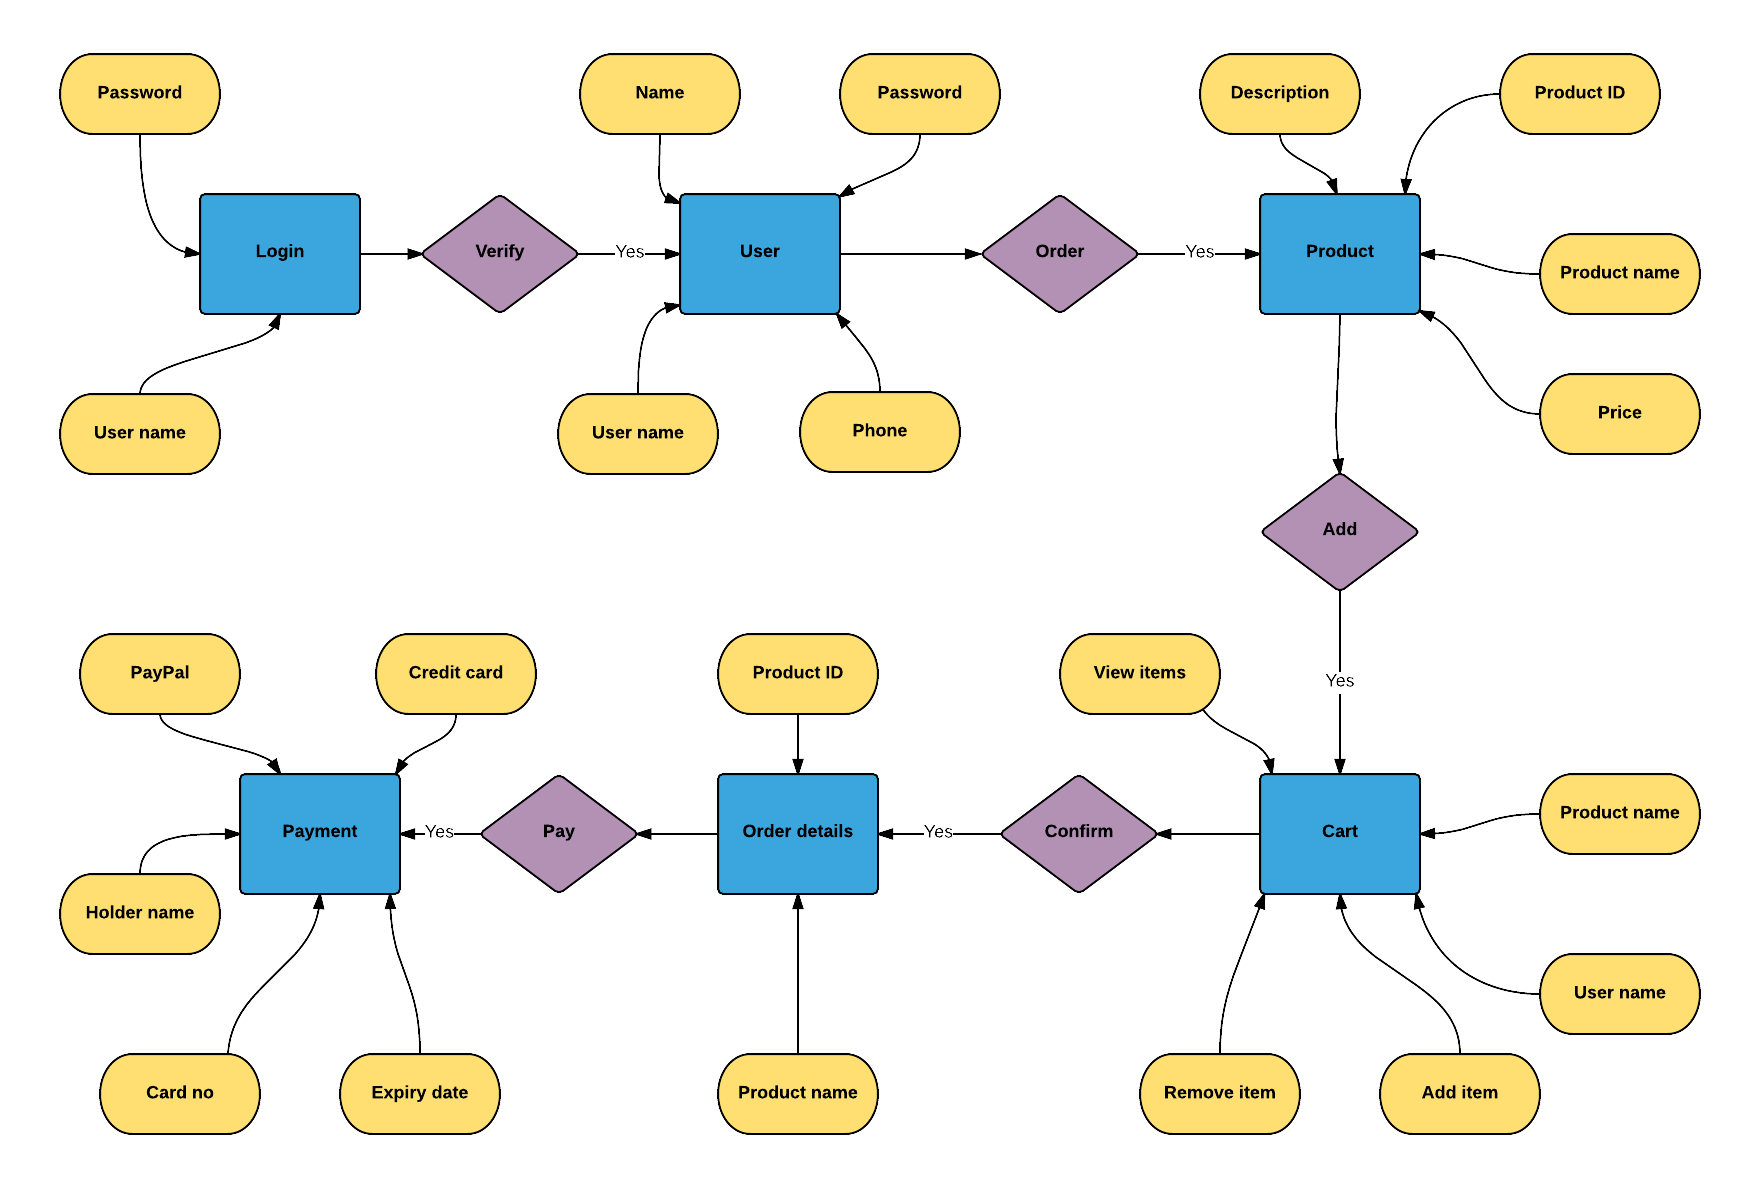 Password
Name
Password
Description
Product ID
Login
Verify
Yes
User
Order
Yes
Product
Product name
Price
User name
User name
Phone
Add
Yes
PayPal
Credit card
Product ID
View items
Payment
Yes
Pay
Order details
Yes
Confirm
Cart
Product name
Holder name
User name
Card no
Expiry date
Product name
Remove item
Add item